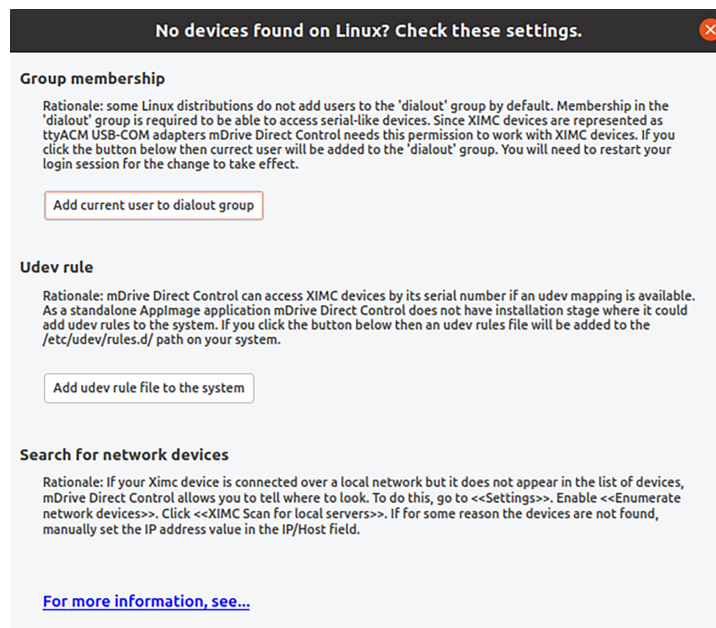 No devices found on Linux? Check these settings.
Group membership
Rationale: some Linux distributions do not add users to the 'dialout' group by default. Membership in the
'dialout' group is required to be able to access serial-like devices. Since XIMC devices are represented as
ttyACM USB-COM adapters mDrive Direct Control needs this permission to work with XIMC devices. If you
click the button below then currect user will be added to the 'dialout' group. You will need to restart your
login session for the change to take effect.
Add current user to dialout group
Udev rule
Rationale: mDrive Direct Control can access XIMC devices by its serial number if an udev mapping is available.
As a standalone AppImage application mDrive Direct Control does not have installation stage where it could
add udev rules to the system. If you click the button below then an udev rules file will be added to the
/etc/udev/rules.d/ path on your system.
Add udev rule file to the system
Search for network devices
Rationale: If your Ximc device is connected over a local network but it does not appear in the list of devices,
mDrive Direct Control allows you to tell where to look. To do this, go to <<Settings>>. Enable <<Enumerate
network devices>>. Click <<XIMC Scan for local servers>>. If for some reason the devices are not found,
manually set the IP address value in the IP/Host field.
For more information, see...